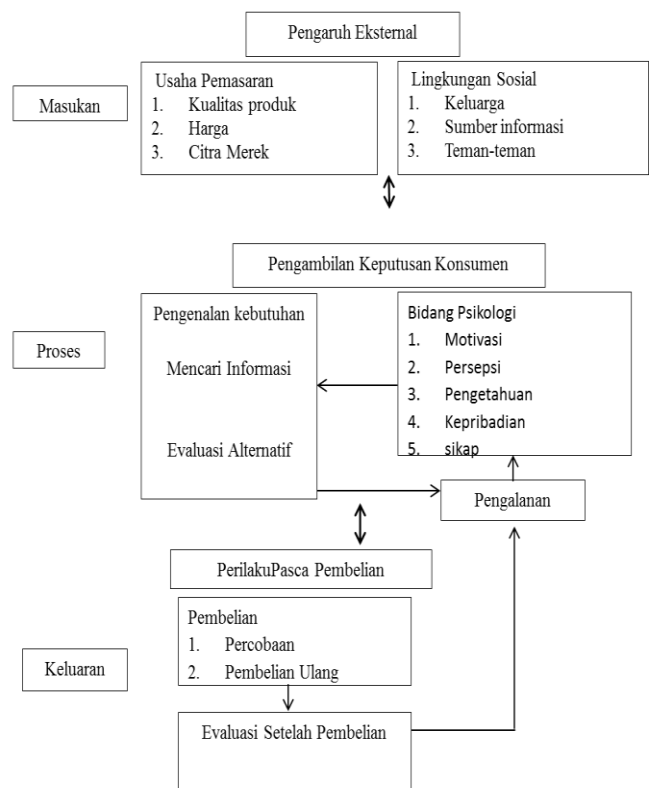 Pengaruh Eksternal
Masukan
Usaha Pemasaran
1. Kualitas produk
2. Harga
3. Citra Merek
Lingkungan Sosial
1. Keluarga
2. Sumber informasi
3. Teman-teman
Pengambilan Keputusan Konsumen
Proses
Pengenalan kebutuhan
Mencari Informasi
Evaluasi Alternatif
Bidang Psikologi
1. Motivasi
2. Persepsi
3. Pengetahuan
4. Kepribadian
5. sikap
Pengalanan
PerilakuPasca Pembelian
Keluaran
Pembelian
1. Percobaan
2. Pembelian Ulang
Evaluasi Setelah Pembelian